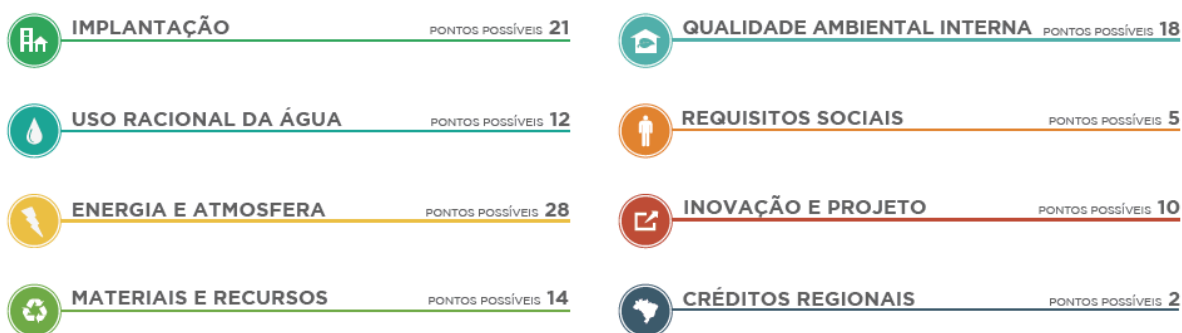 IMPLANTAÇÃO PONTOS POSSÍVEIS 21
USO RACIONAL DA ÁGUA PONTOS POSSÍVEIS 12
ENERGIA E ATMOSFERA PONTOS POSSÍVEIS 28
MATERIAIS E RECURSOS PONTOS POSSÍVEIS 14
QUALIDADE AMBIENTAL INTERNA PONTOS POSSÍVEIS 18
REQUISITOS SOCIAIS PONTOS POSSÍVEIS 5
INOVAÇÃO E PROJETO PONTOS POSSÍVEIS 10
CRÉDITOS REGIONAIS PONTOS POSSÍVEIS 2